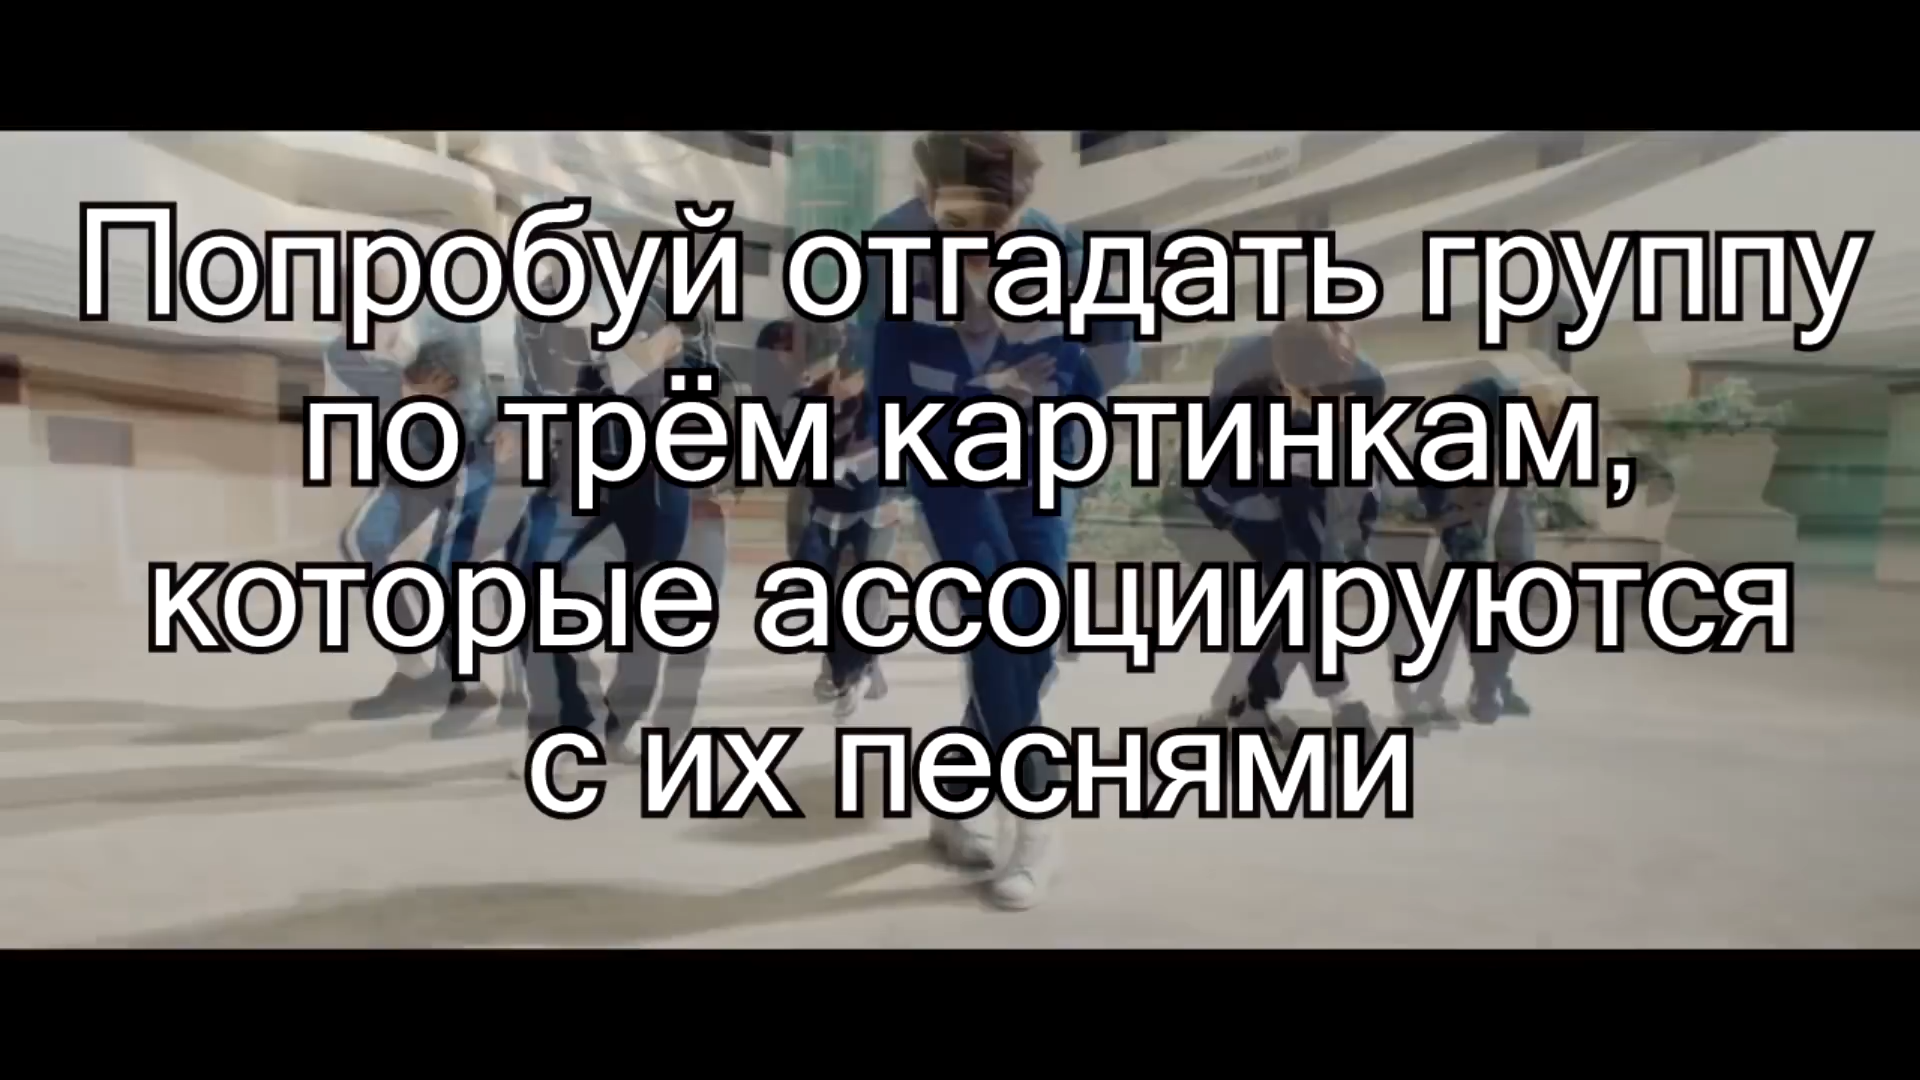 Попробуй отгадать группу
по трём картинкам,
которые ассоциируются
с их песнями